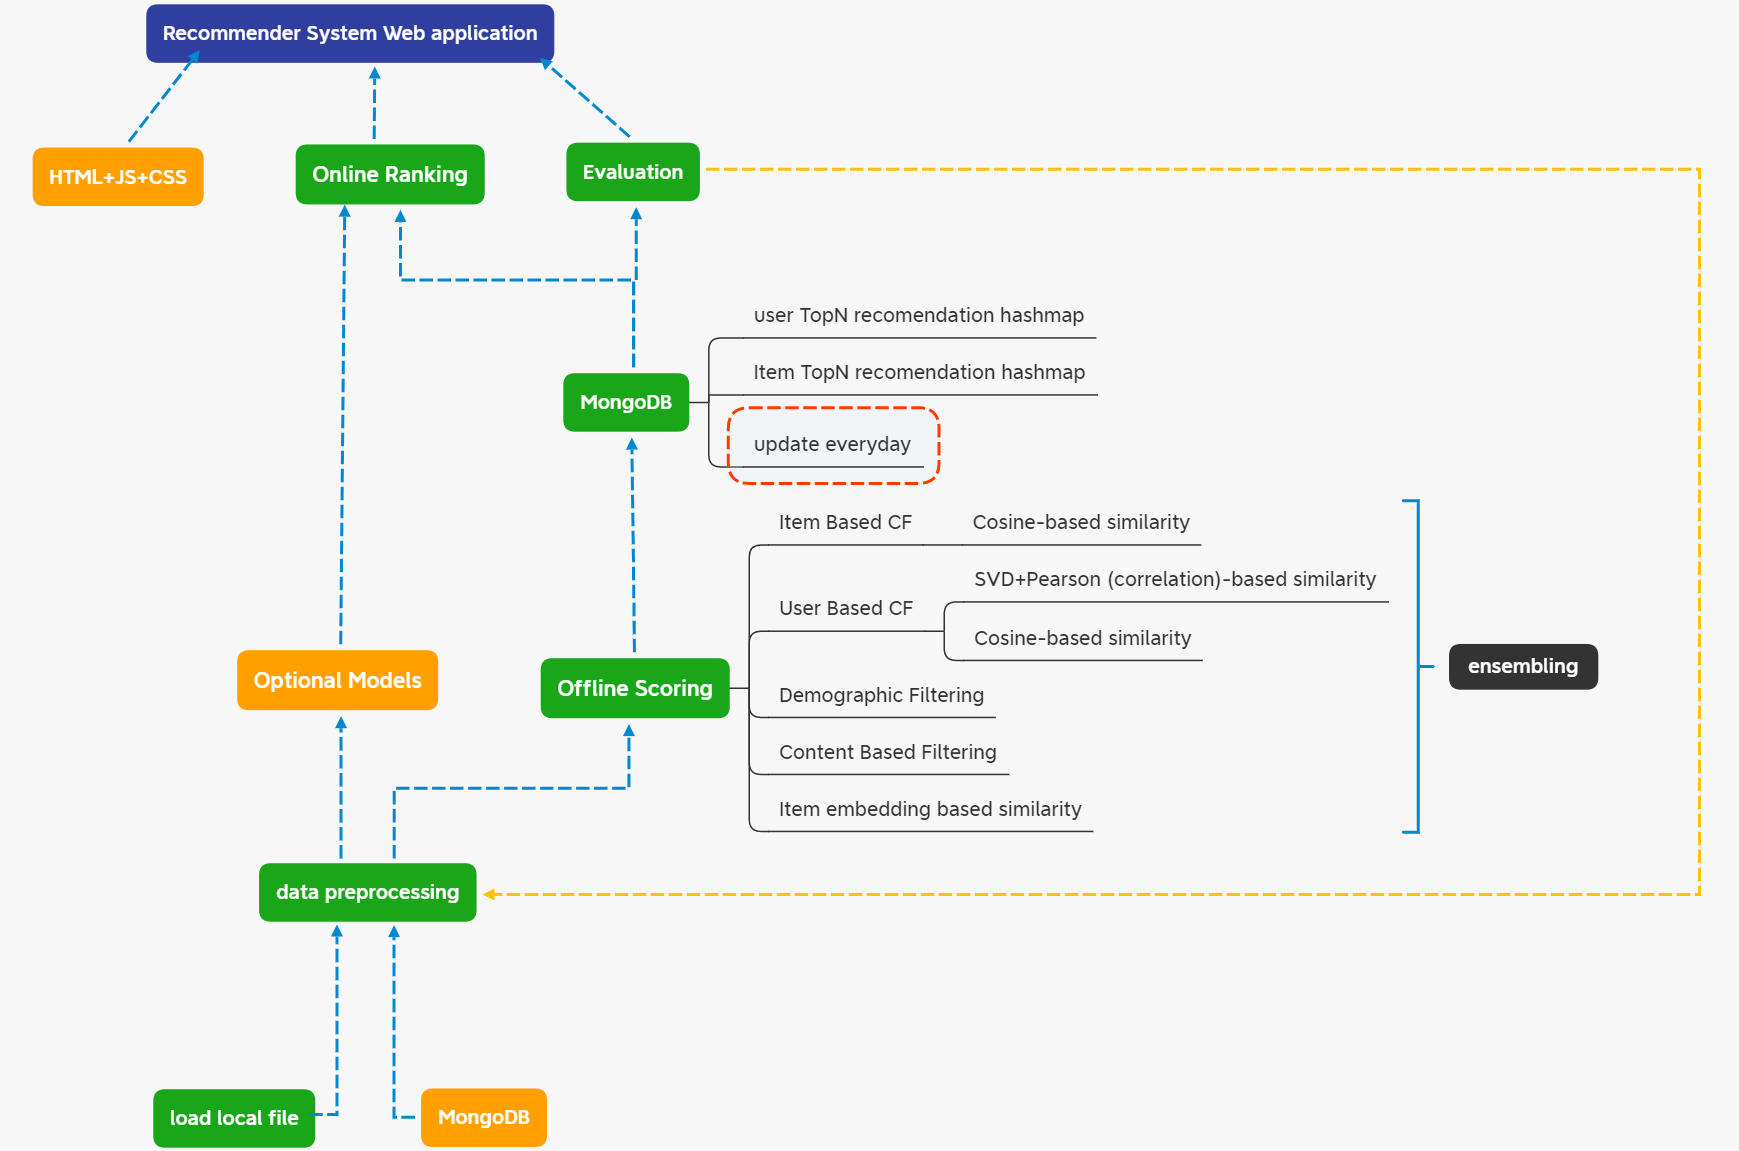 Recommender System Web application
HTML+JS+CSS
Online Ranking
Evaluation
user TopN recomendation hashmap
Item TopN recomendation hashmap
MongoDB
update everyday
Item Based CF
Cosine-based similarity
SVD+Pearson (correlation)-based similarity
User Based CF
Cosine-based similarity
ensembling
Optional Models
Offline Scoring
Demographic Filtering
Content Based Filtering
Item embedding based similarity
data preprocessing
load local file
MongoDB